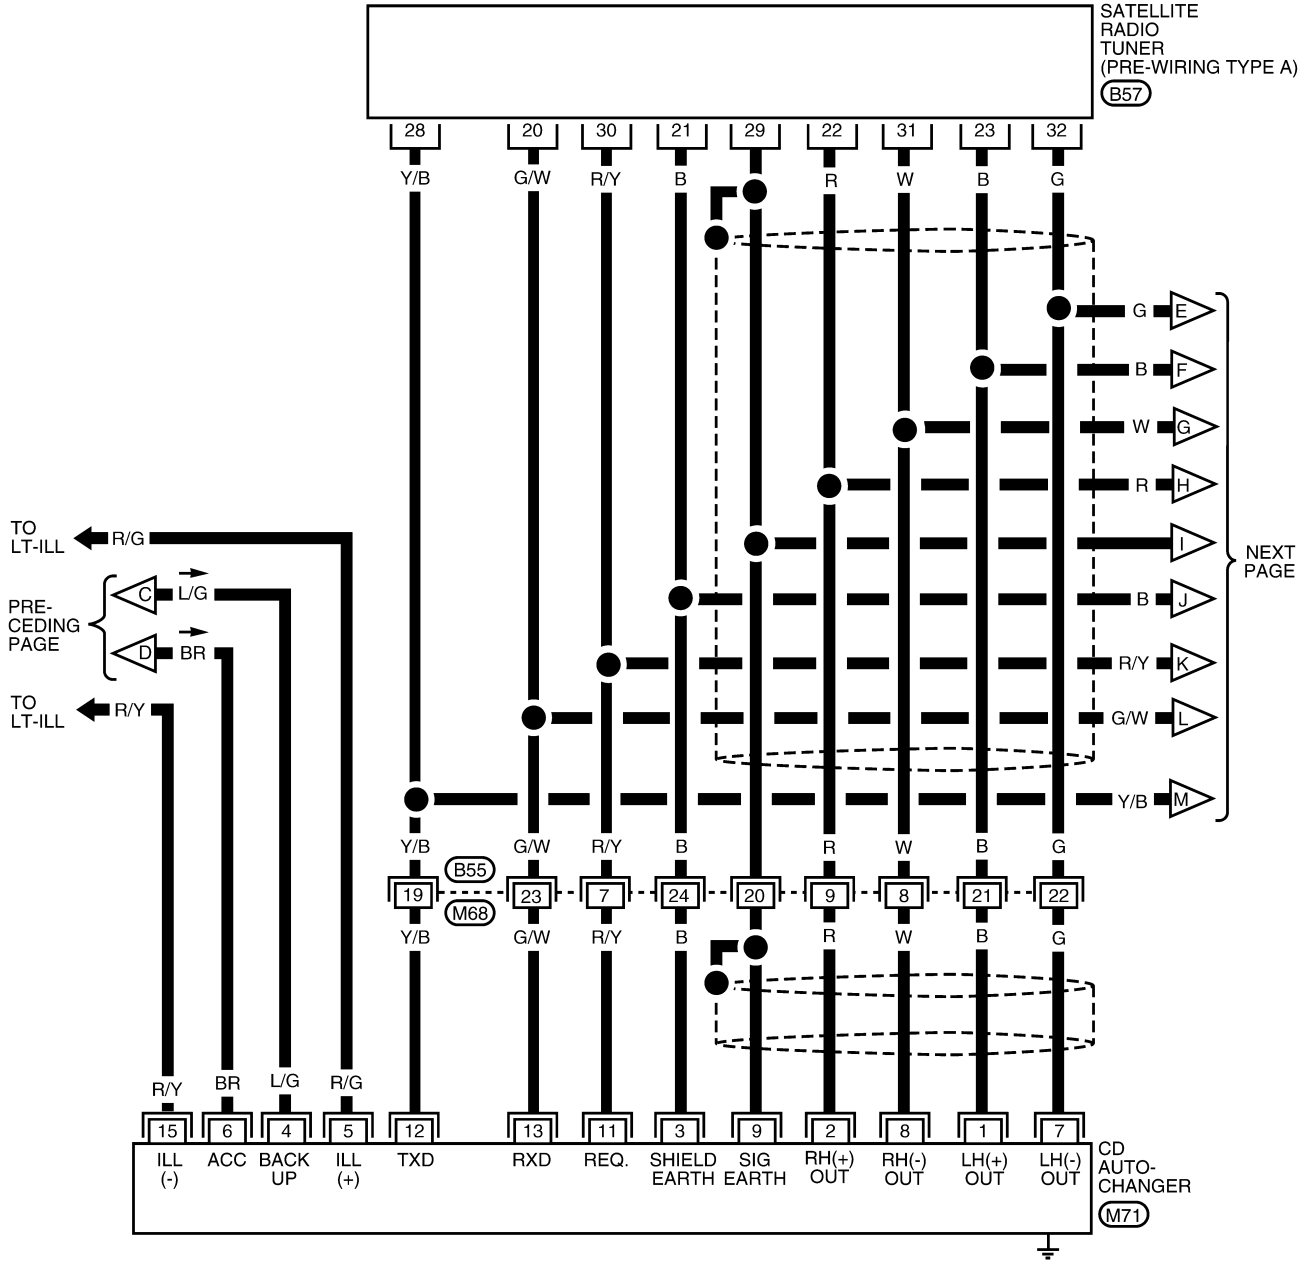 SATELLITE
RADIO
TUNER
(PRE-WIRING TYPE A)
B57
28 20 30 21 29 22 31 23 32
Y/B G/W R/Y B R W B G
G E
B F
W G
R H
I
B J
R/Y K
G/W L
Y/B M
NEXT
PAGE
TO
LT-ILL
R/G
C L/G
PRE-
CEDING
PAGE
D BR
TO
LT-ILL
R/Y
Y/B G/W R/Y B R W B G
B55
19 23 7 24 20 9 8 21 22
M68
Y/B G/W R/Y B R W B G
R/Y BR L/G R/G
15 6 4 5 12 13 11 3 9 2 8 1 7
ILL
(-)
ACC
BACK
UP
ILL
(+)
TXD
RXD
REQ.
SHIELD
EARTH
SIG
EARTH
RH(+)
OUT
RH(-)
OUT
LH(+)
OUT
LH(-)
OUT
CD
AUTO-
CHANGER
M71